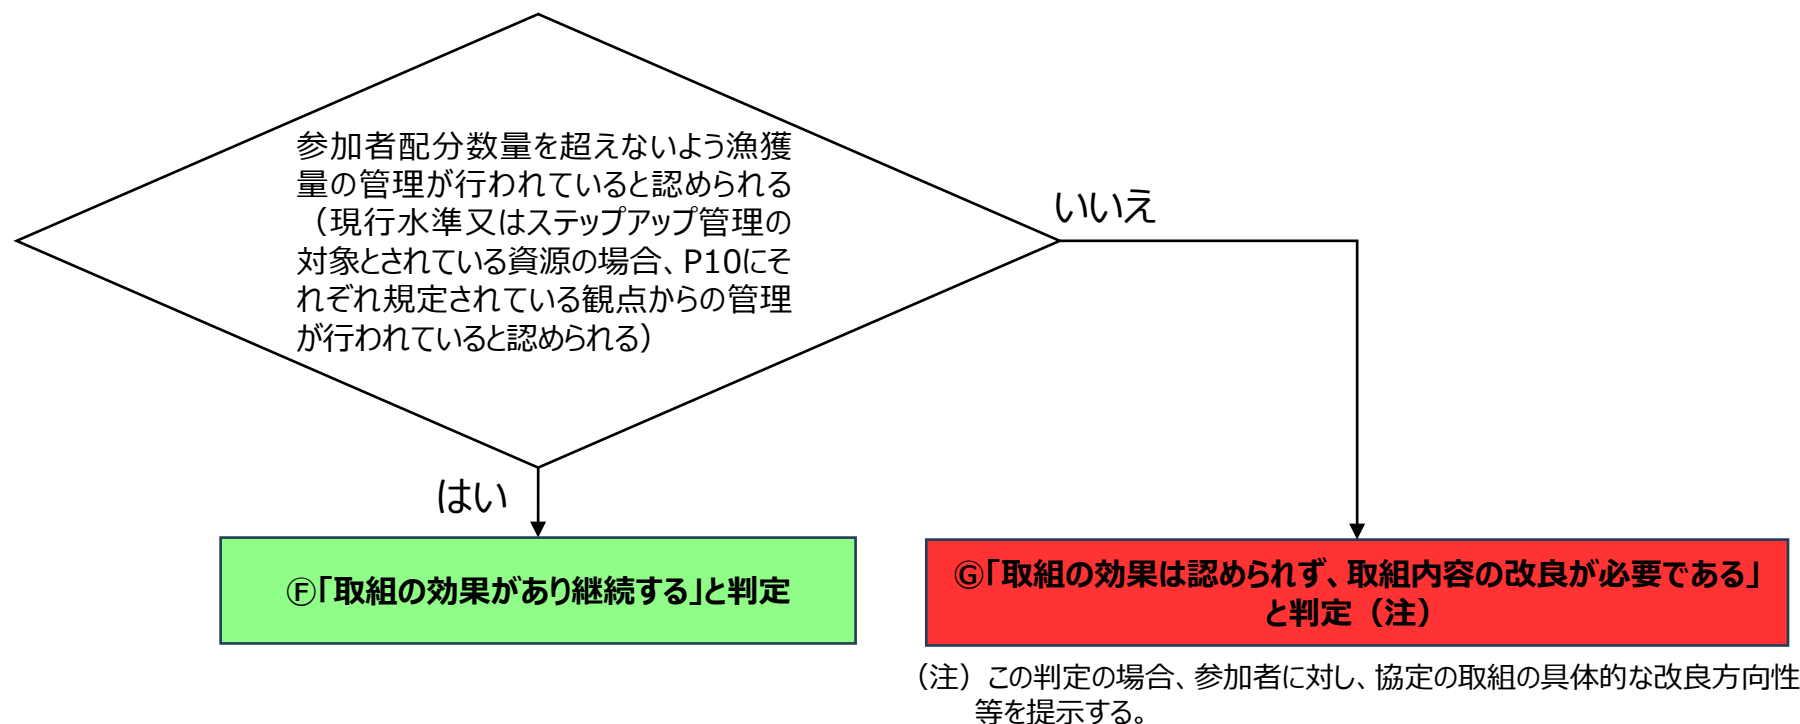 参加者配分数量を超えないよう漁獲
量の管理が行われていると認められる
（現行水準又はステップアップ管理の
対象とされている資源の場合、P10にそ
れぞれ規定されている観点からの管理
が行われていると認められる）
いいえ
はい
Ⓕ「取組の効果があり継続する」と判定
Ⓖ「取組の効果は認められず、取組内容の改良が必要である」
と判定（注）
（注）この判定の場合、参加者に対し、協定の取組の具体的な改良方向性
等を提示する。